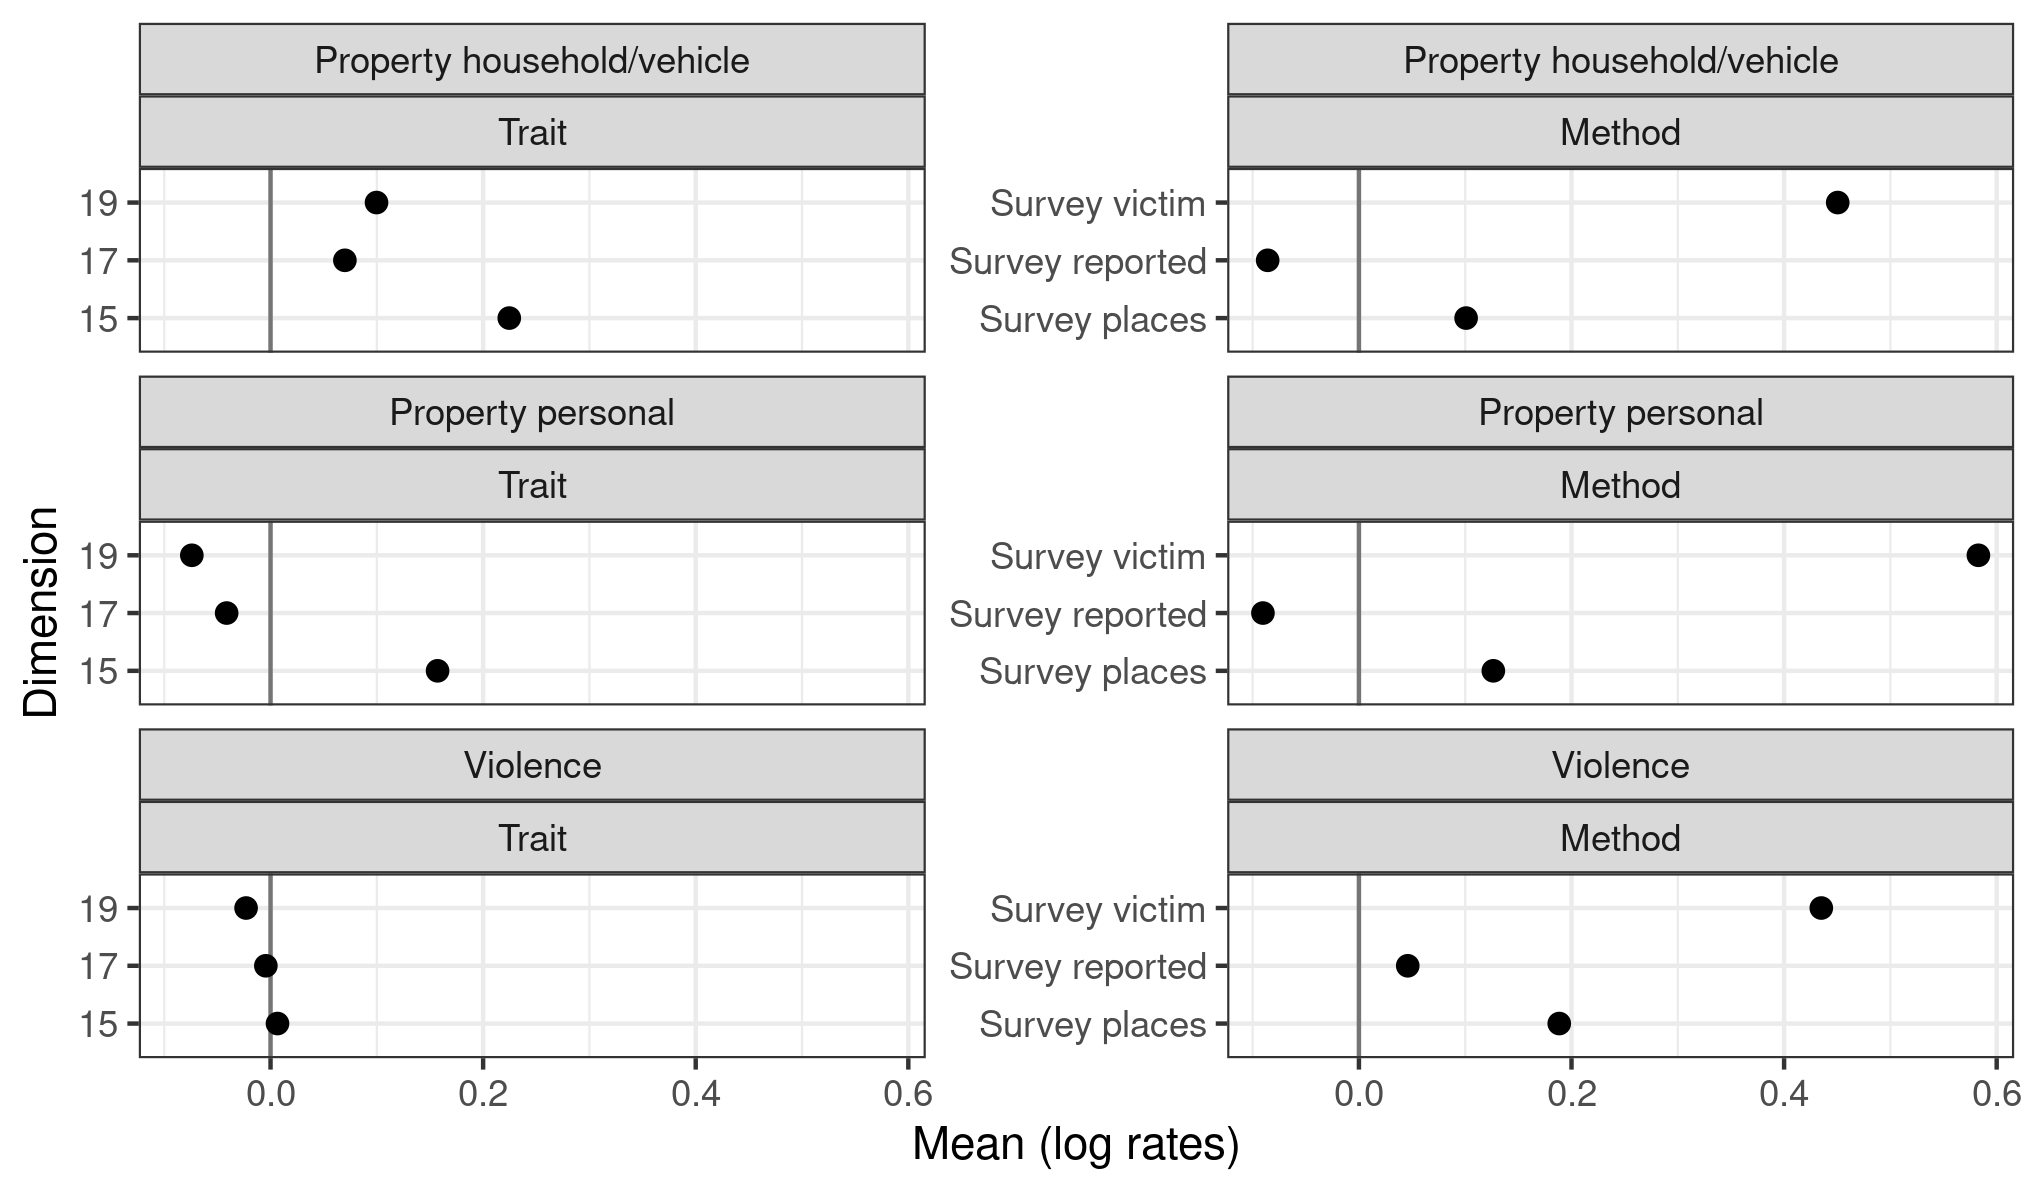 Property household/vehicle
Trait
19
17
15
Property household/vehicle
Method
Survey victim
Survey reported
Survey places
Property personal
Trait
19
17
15
Property personal
Method
Survey victim
Survey reported
Survey places
Violence
Trait
19
17
15
0.0 0.2 0.4 0.6
Violence
Method
Survey victim
Survey reported
Survey places
0.0 0.2 0.4 0.6
Dimension
Mean (log rates)